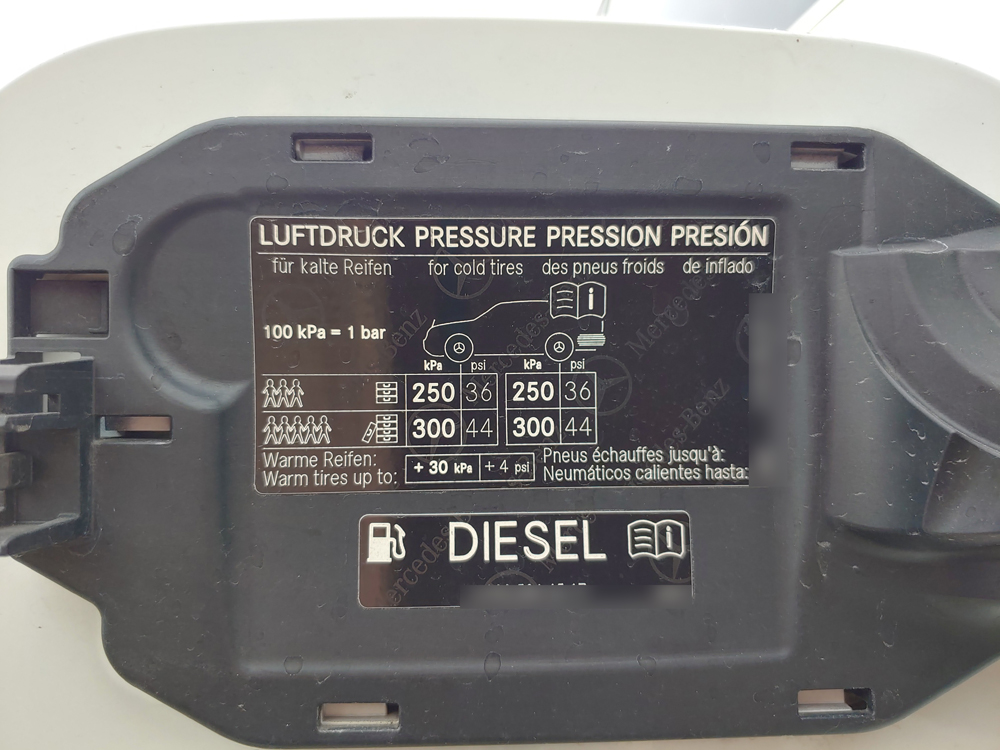 LUFTDRUCK PRESSURE PRESSION PRESIÓN
für kalte Reifen for cold tires des pneus froids de inflado
i
100 kPa = 1 bar
kPa psi kPa psi
250 36 250 36
300 44 300 44
Warme Reifen: Pneus échauffes jusqu'à:
Warm tires up to: + 30 kPa + 4 psi Neumáticos calientes hasta:
DIESEL i
Mercedes Benz